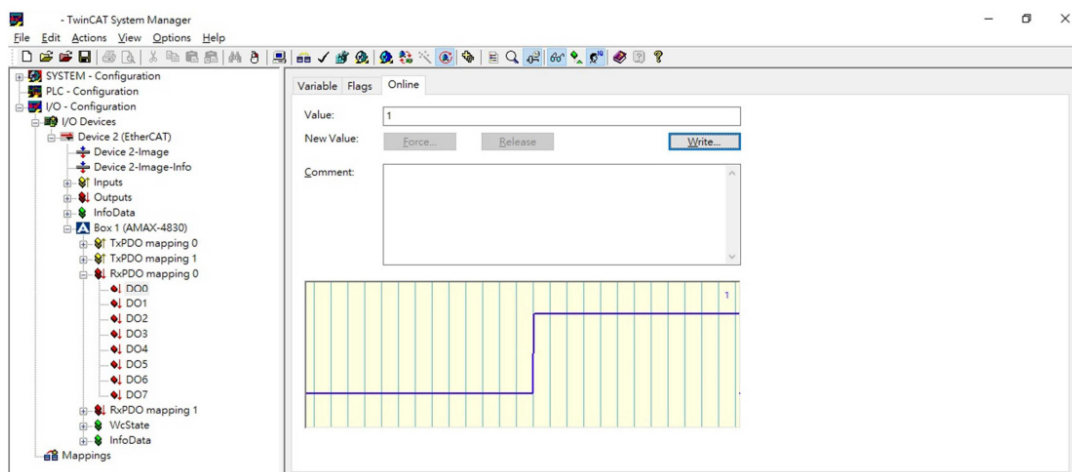 - TwinCAT System Manager
File Edit Actions View Options Help
SYSTEM - Configuration
PLC - Configuration
I/O - Configuration
I/O Devices
Device 2 (EtherCAT)
Device 2-Image
Device 2-Image-Info
Inputs
Outputs
InfoData
Box 1 (AMAX-4830)
TxPDO mapping 0
TxPDO mapping 1
RxPDO mapping 0
DO0
DO1
DO2
DO3
DO4
DO5
DO6
DO7
RxPDO mapping 1
WcState
InfoData
Mappings
Variable Flags Online
Value: 1
New Value: Force... Release Write...
Comment:
1